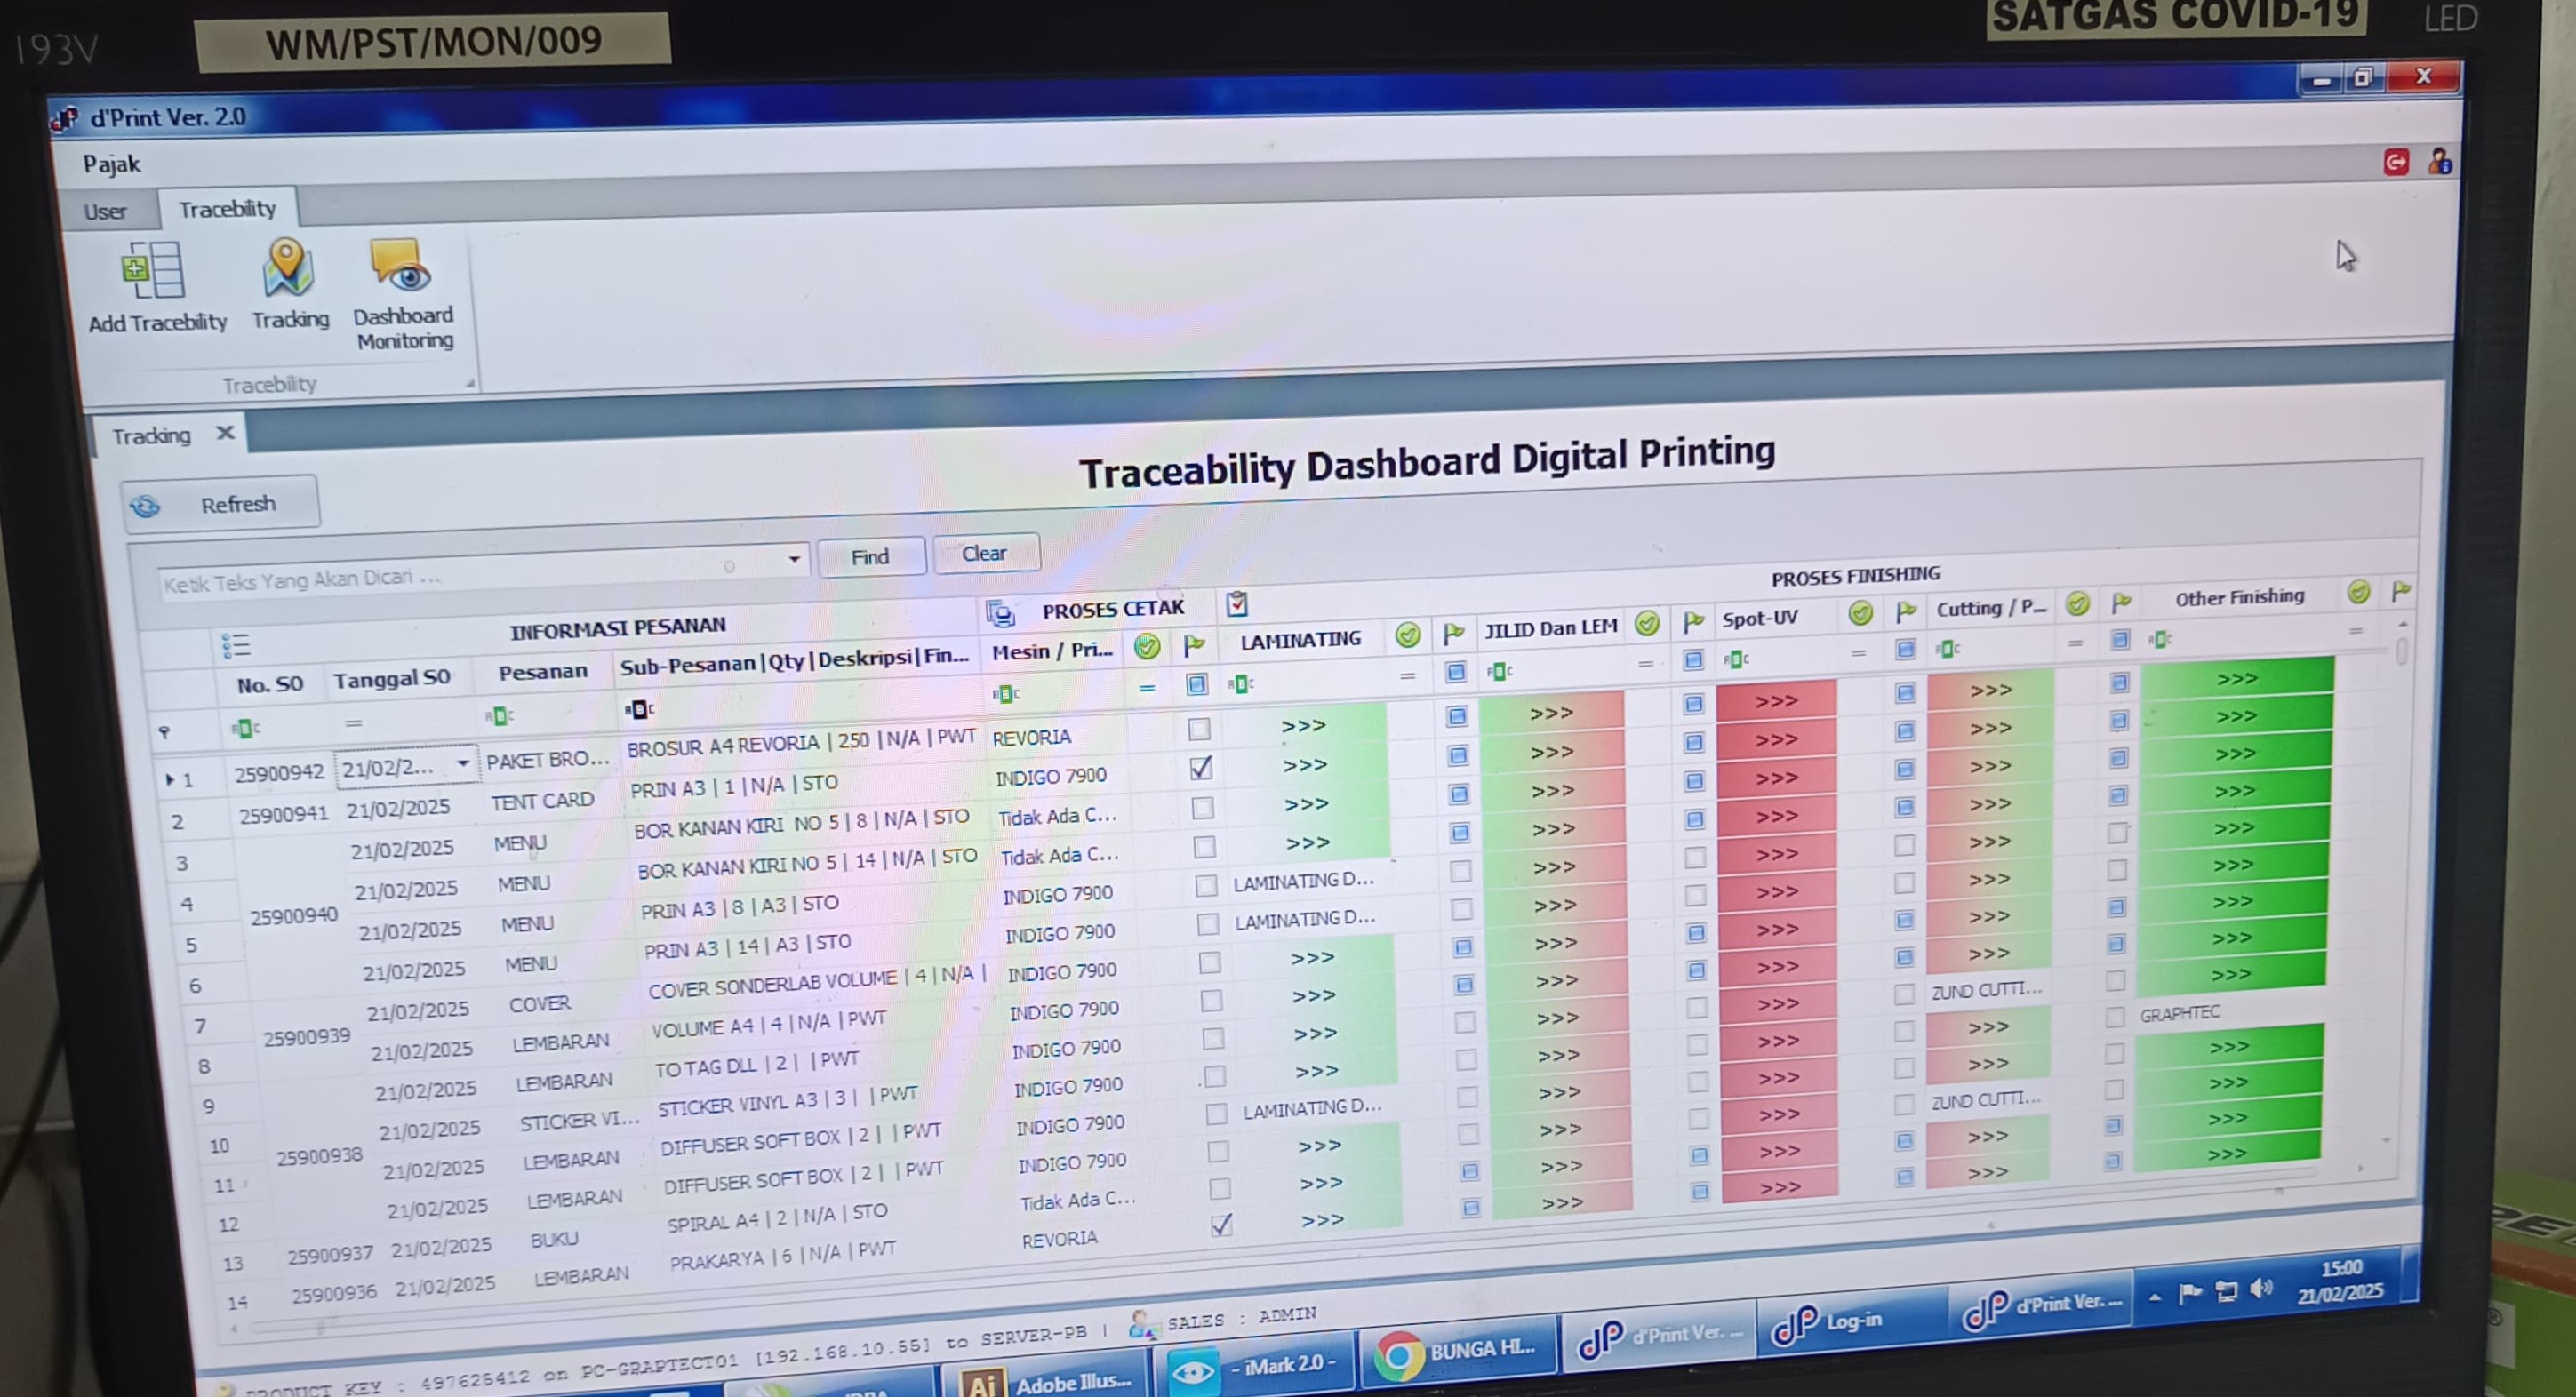 193V
WM/PST/MON/009
SATGAS COVID-19
LED
d'Print Ver. 2.0
Pajak
User Tracebility
Add Tracebility Tracking Dashboard Monitoring
Tracebility
Tracking
Traceability Dashboard Digital Printing
Refresh
Ketik Teks Yang Akan Dicari ... Find Clear
INFORMASI PESANAN PROSES CETAK PROSES FINISHING
No. SO Tanggal SO Pesanan Sub-Pesanan|Qty|Deskripsi|Fin... Mesin / Pri... LAMINATING JILID Dan LEM Spot-UV Cutting / P... Other Finishing
1 25900942 21/02/2... PAKET BRO... BROSUR A4 REVORIA | 250 | N/A | PWT REVORIA >>> >>> >>> >>> >>>
2 25900941 21/02/2025 TENT CARD PRIN A3 | 1 | N/A | STO INDIGO 7900 >>> >>> >>> >>> >>>
3 21/02/2025 MENU BOR KANAN KIRI NO 5 | 8 | N/A | STO Tidak Ada C... >>> >>> >>> >>> >>>
4 21/02/2025 MENU BOR KANAN KIRI NO 5 | 14 | N/A | STO Tidak Ada C... >>> >>> >>> >>> >>>
25900940
5 21/02/2025 MENU PRIN A3 | 8 | A3 | STO INDIGO 7900 LAMINATING D... >>> >>> >>> >>>
6 21/02/2025 MENU PRIN A3 | 14 | A3 | STO INDIGO 7900 LAMINATING D... >>> >>> >>> >>>
7 21/02/2025 COVER COVER SONDERLAB VOLUME | 4 | N/A | INDIGO 7900 >>> >>> >>> >>> >>>
25900939
8 21/02/2025 LEMBARAN VOLUME A4 | 4 | N/A | PWT INDIGO 7900 >>> >>> >>> >>> >>>
9 21/02/2025 LEMBARAN TO TAG DLL | 2 | | PWT INDIGO 7900 >>> >>> >>> ZUND CUTTI... >>>
10 21/02/2025 STICKER VI... STICKER VINYL A3 | 3 | | PWT INDIGO 7900 >>> >>> >>> >>> GRAPHTEC
25900938
11 21/02/2025 LEMBARAN DIFFUSER SOFT BOX | 2 | | PWT INDIGO 7900 LAMINATING D... >>> >>> >>> >>>
12 21/02/2025 LEMBARAN DIFFUSER SOFT BOX | 2 | | PWT INDIGO 7900 >>> >>> >>> ZUND CUTTI... >>>
13 25900937 21/02/2025 BUKU SPIRAL A4 | 2 | N/A | STO Tidak Ada C... >>> >>> >>> >>> >>>
14 25900936 21/02/2025 LEMBARAN PRAKARYA | 6 | N/A | PWT REVORIA >>> >>> >>> >>> >>>
PRODUCT KEY : 497625412 on PC-GRAPTECT01 [192.168.10.55] to SERVER-PB | SALES : ADMIN
Adobe Illus... - iMark 2.0 - BUNGA HI... d'Print Ver. ... Log-in d'Print Ver. ...
15:00
21/02/2025